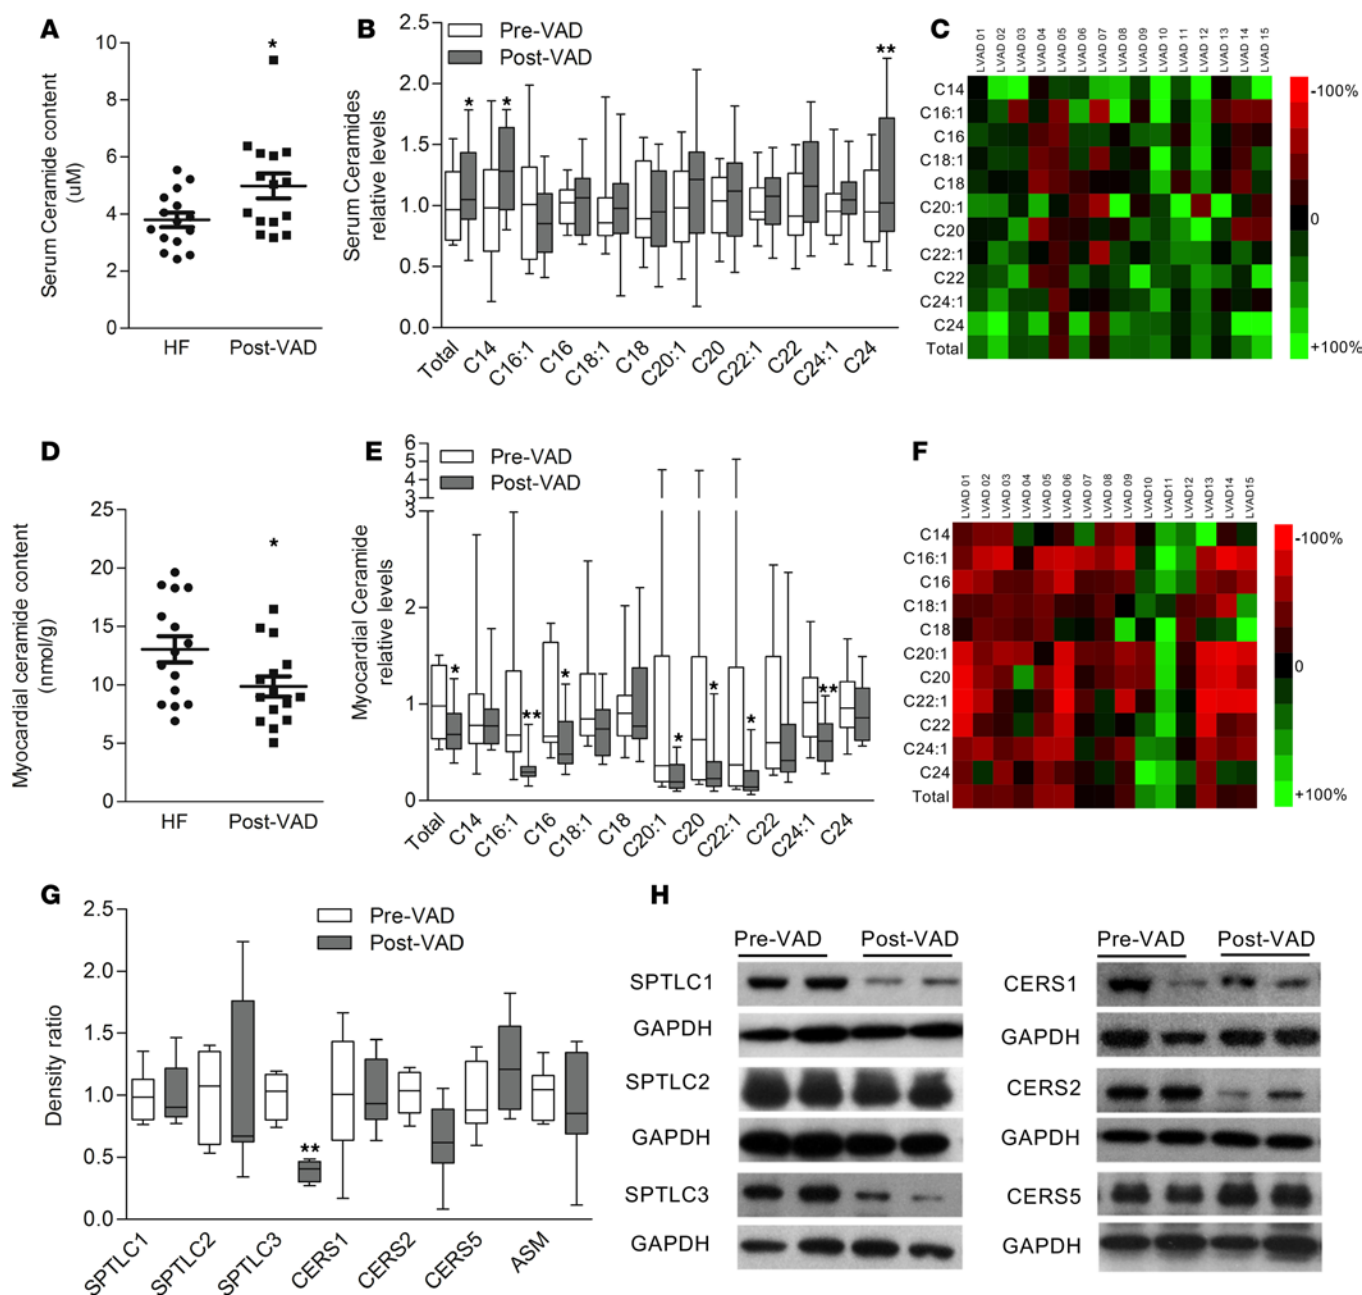 A
Serum Ceramide content
(uM)
10
8
6
4
2
0
*
HF
Post-VAD
B
Serum Ceramides
relative levels
2.5
2.0
1.5
1.0
0.5
0.0
Pre-VAD
Post-VAD
*
*
**
Total
C14
C16:1
C16
C18:1
C18
C20:1
C20
C22:1
C22
C24:1
C24
C
LVAD 01
LVAD 02
LVAD 03
LVAD 04
LVAD 05
LVAD 06
LVAD 07
LVAD 08
LVAD 09
LVAD 10
LVAD 11
LVAD 12
LVAD 13
LVAD 14
LVAD 15
C14
C16:1
C16
C18:1
C18
C20:1
C20
C22:1
C22
C24:1
C24
Total
-100%
0
+100%
D
Myocardial ceramide content
(nmol/g)
25
20
15
10
5
0
*
HF
Post-VAD
E
Myocardial Ceramide
relative levels
6
5
4
3
3
2
1
0
Pre-VAD
Post-VAD
*
**
*
*
*
*
**
Total
C14
C16:1
C16
C18:1
C18
C20:1
C20
C22:1
C22
C24:1
C24
F
LVAD 01
LVAD 02
LVAD 03
LVAD 04
LVAD 05
LVAD 06
LVAD 07
LVAD 08
LVAD 09
LVAD10
LVAD11
LVAD12
LVAD13
LVAD14
LVAD15
C14
C16:1
C16
C18:1
C18
C20:1
C20
C22:1
C22
C24:1
C24
Total
-100%
0
+100%
G
Density ratio
2.5
2.0
1.5
1.0
0.5
0.0
Pre-VAD
Post-VAD
**
SPTLC1
SPTLC2
SPTLC3
CERS1
CERS2
CERS5
ASM
H
Pre-VAD Post-VAD
SPTLC1
GAPDH
SPTLC2
GAPDH
SPTLC3
GAPDH
Pre-VAD Post-VAD
CERS1
GAPDH
CERS2
GAPDH
CERS5
GAPDH